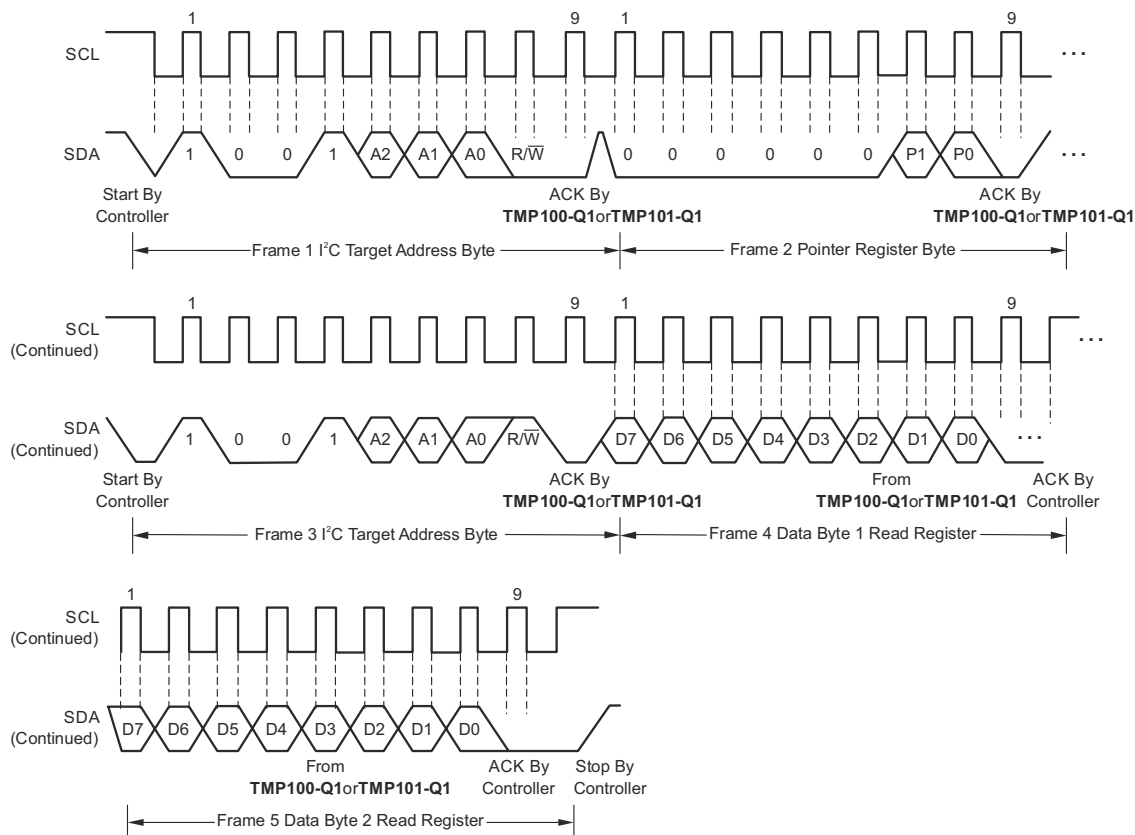 1 9 1 9
SCL ...
SDA 1 0 0 1 A2 A1 A0 R/W̅ 0 0 0 0 0 0 P1 P0 ...
Start By Controller
ACK By TMP100-Q1orTMP101-Q1
ACK By TMP100-Q1orTMP101-Q1
Frame 1 I²C Target Address Byte
Frame 2 Pointer Register Byte
1 9 1 9
SCL (Continued) ...
SDA (Continued) 1 0 0 1 A2 A1 A0 R/W̅ D7 D6 D5 D4 D3 D2 D1 D0 ...
Start By Controller
ACK By TMP100-Q1orTMP101-Q1
From TMP100-Q1orTMP101-Q1
ACK By Controller
Frame 3 I²C Target Address Byte
Frame 4 Data Byte 1 Read Register
1 9
SCL (Continued)
SDA (Continued) D7 D6 D5 D4 D3 D2 D1 D0
From TMP100-Q1orTMP101-Q1
ACK By Controller
Stop By Controller
Frame 5 Data Byte 2 Read Register